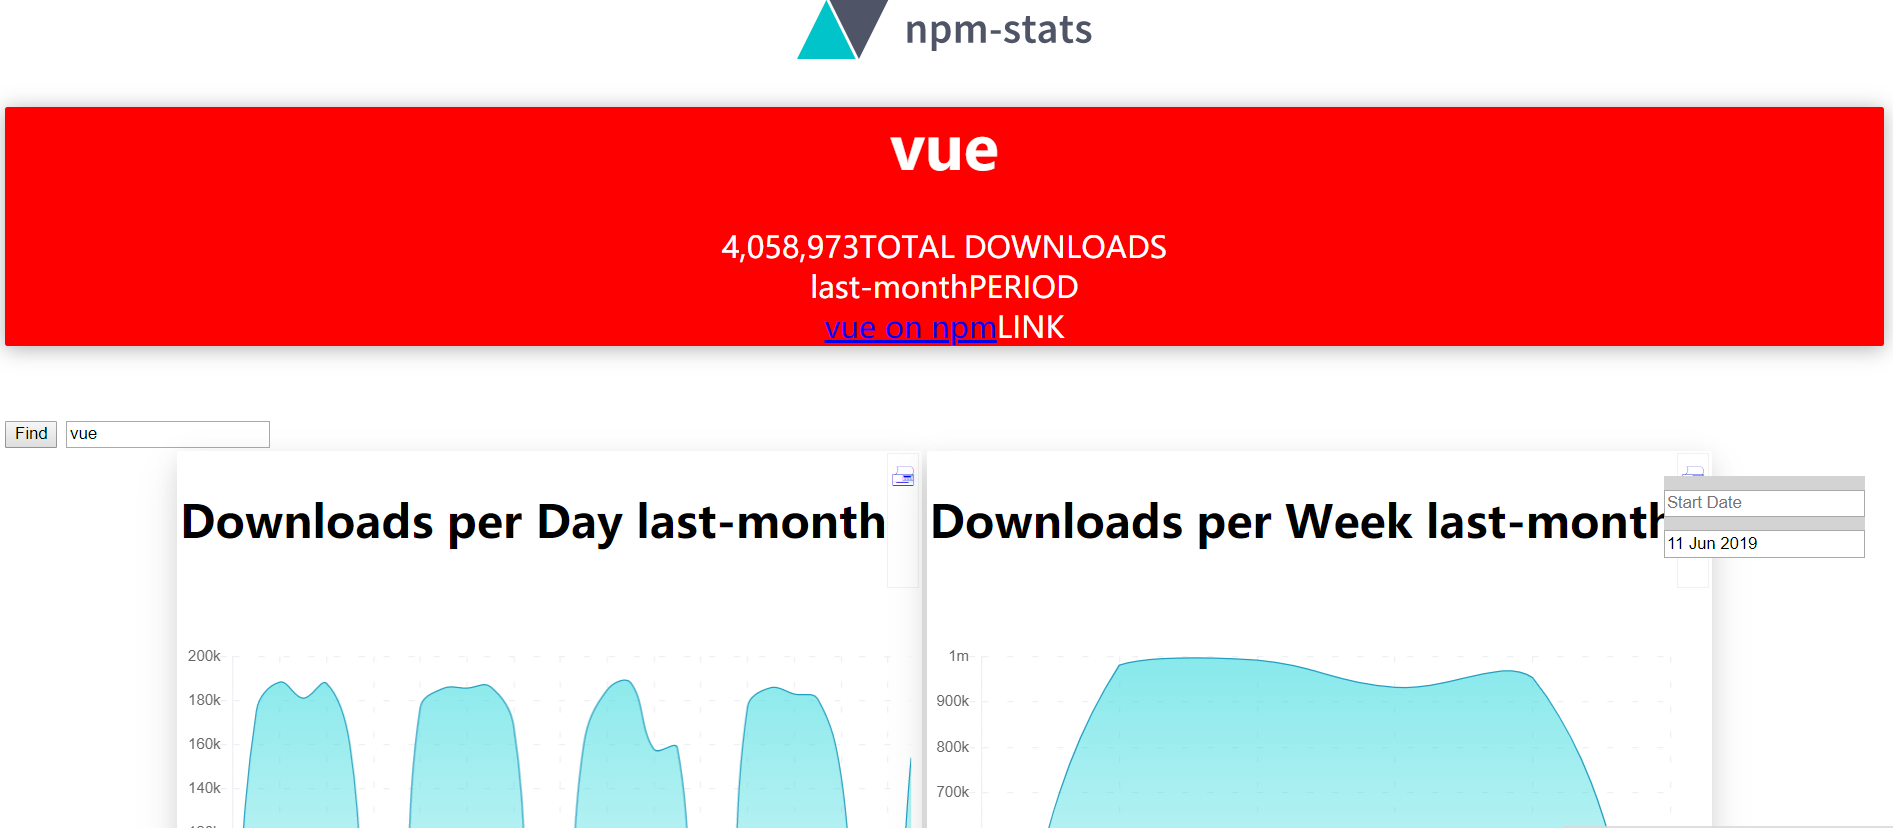 npm-stats
vue
4,058,973TOTAL DOWNLOADS
last-monthPERIOD
vue on npmLINK
Find
vue
Downloads per Day last-month
Downloads per Week last-month
Start Date
11 Jun 2019
200k
180k
160k
140k
1m
900k
800k
700k